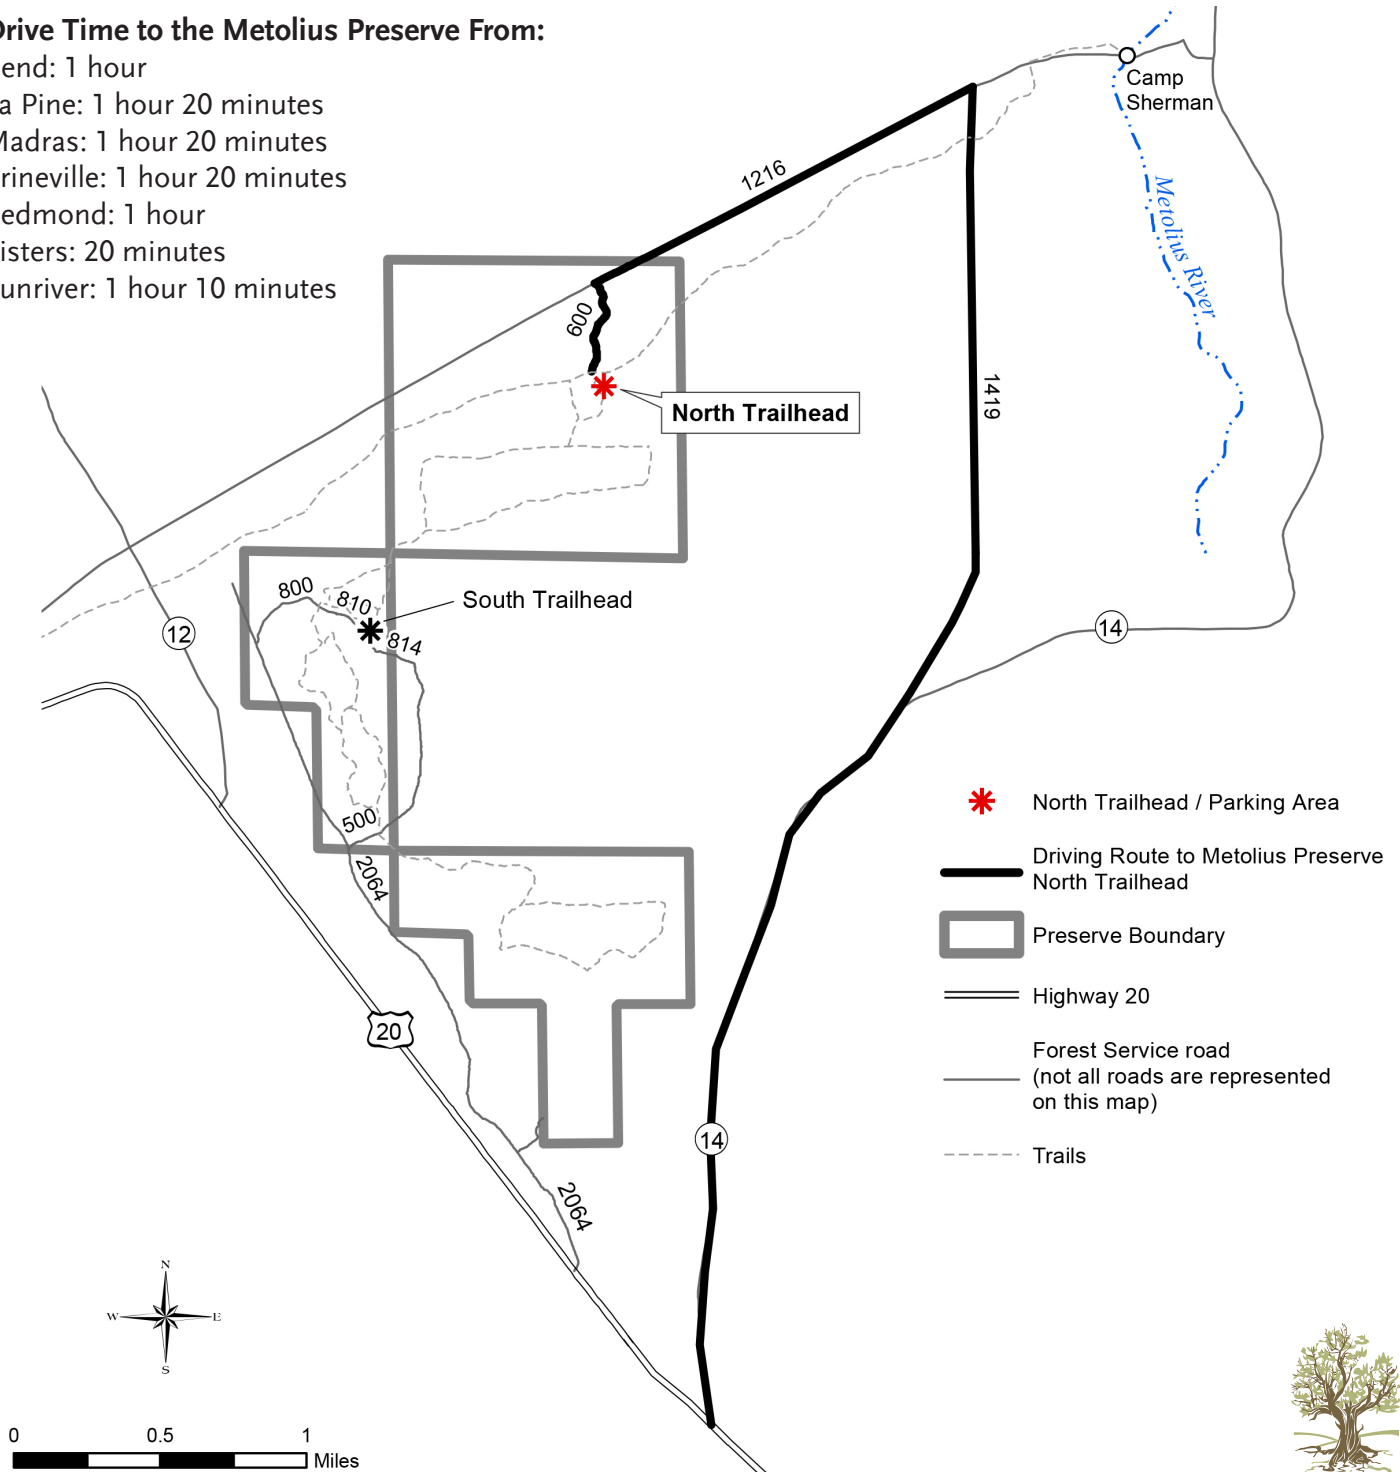 Drive Time to the Metolius Preserve From:
end: 1 hour
a Pine: 1 hour 20 minutes
Madras: 1 hour 20 minutes
rineville: 1 hour 20 minutes
edmond: 1 hour
isters: 20 minutes
unriver: 1 hour 10 minutes
Camp
Sherman
1216
Metolius River
600
1419
North Trailhead
800
810
South Trailhead
814
12
14
500
2064
20
14
2064
North Trailhead / Parking Area
Driving Route to Metolius Preserve
North Trailhead
Preserve Boundary
Highway 20
Forest Service road
(not all roads are represented
on this map)
Trails
N
W E
S
0 0.5 1
Miles